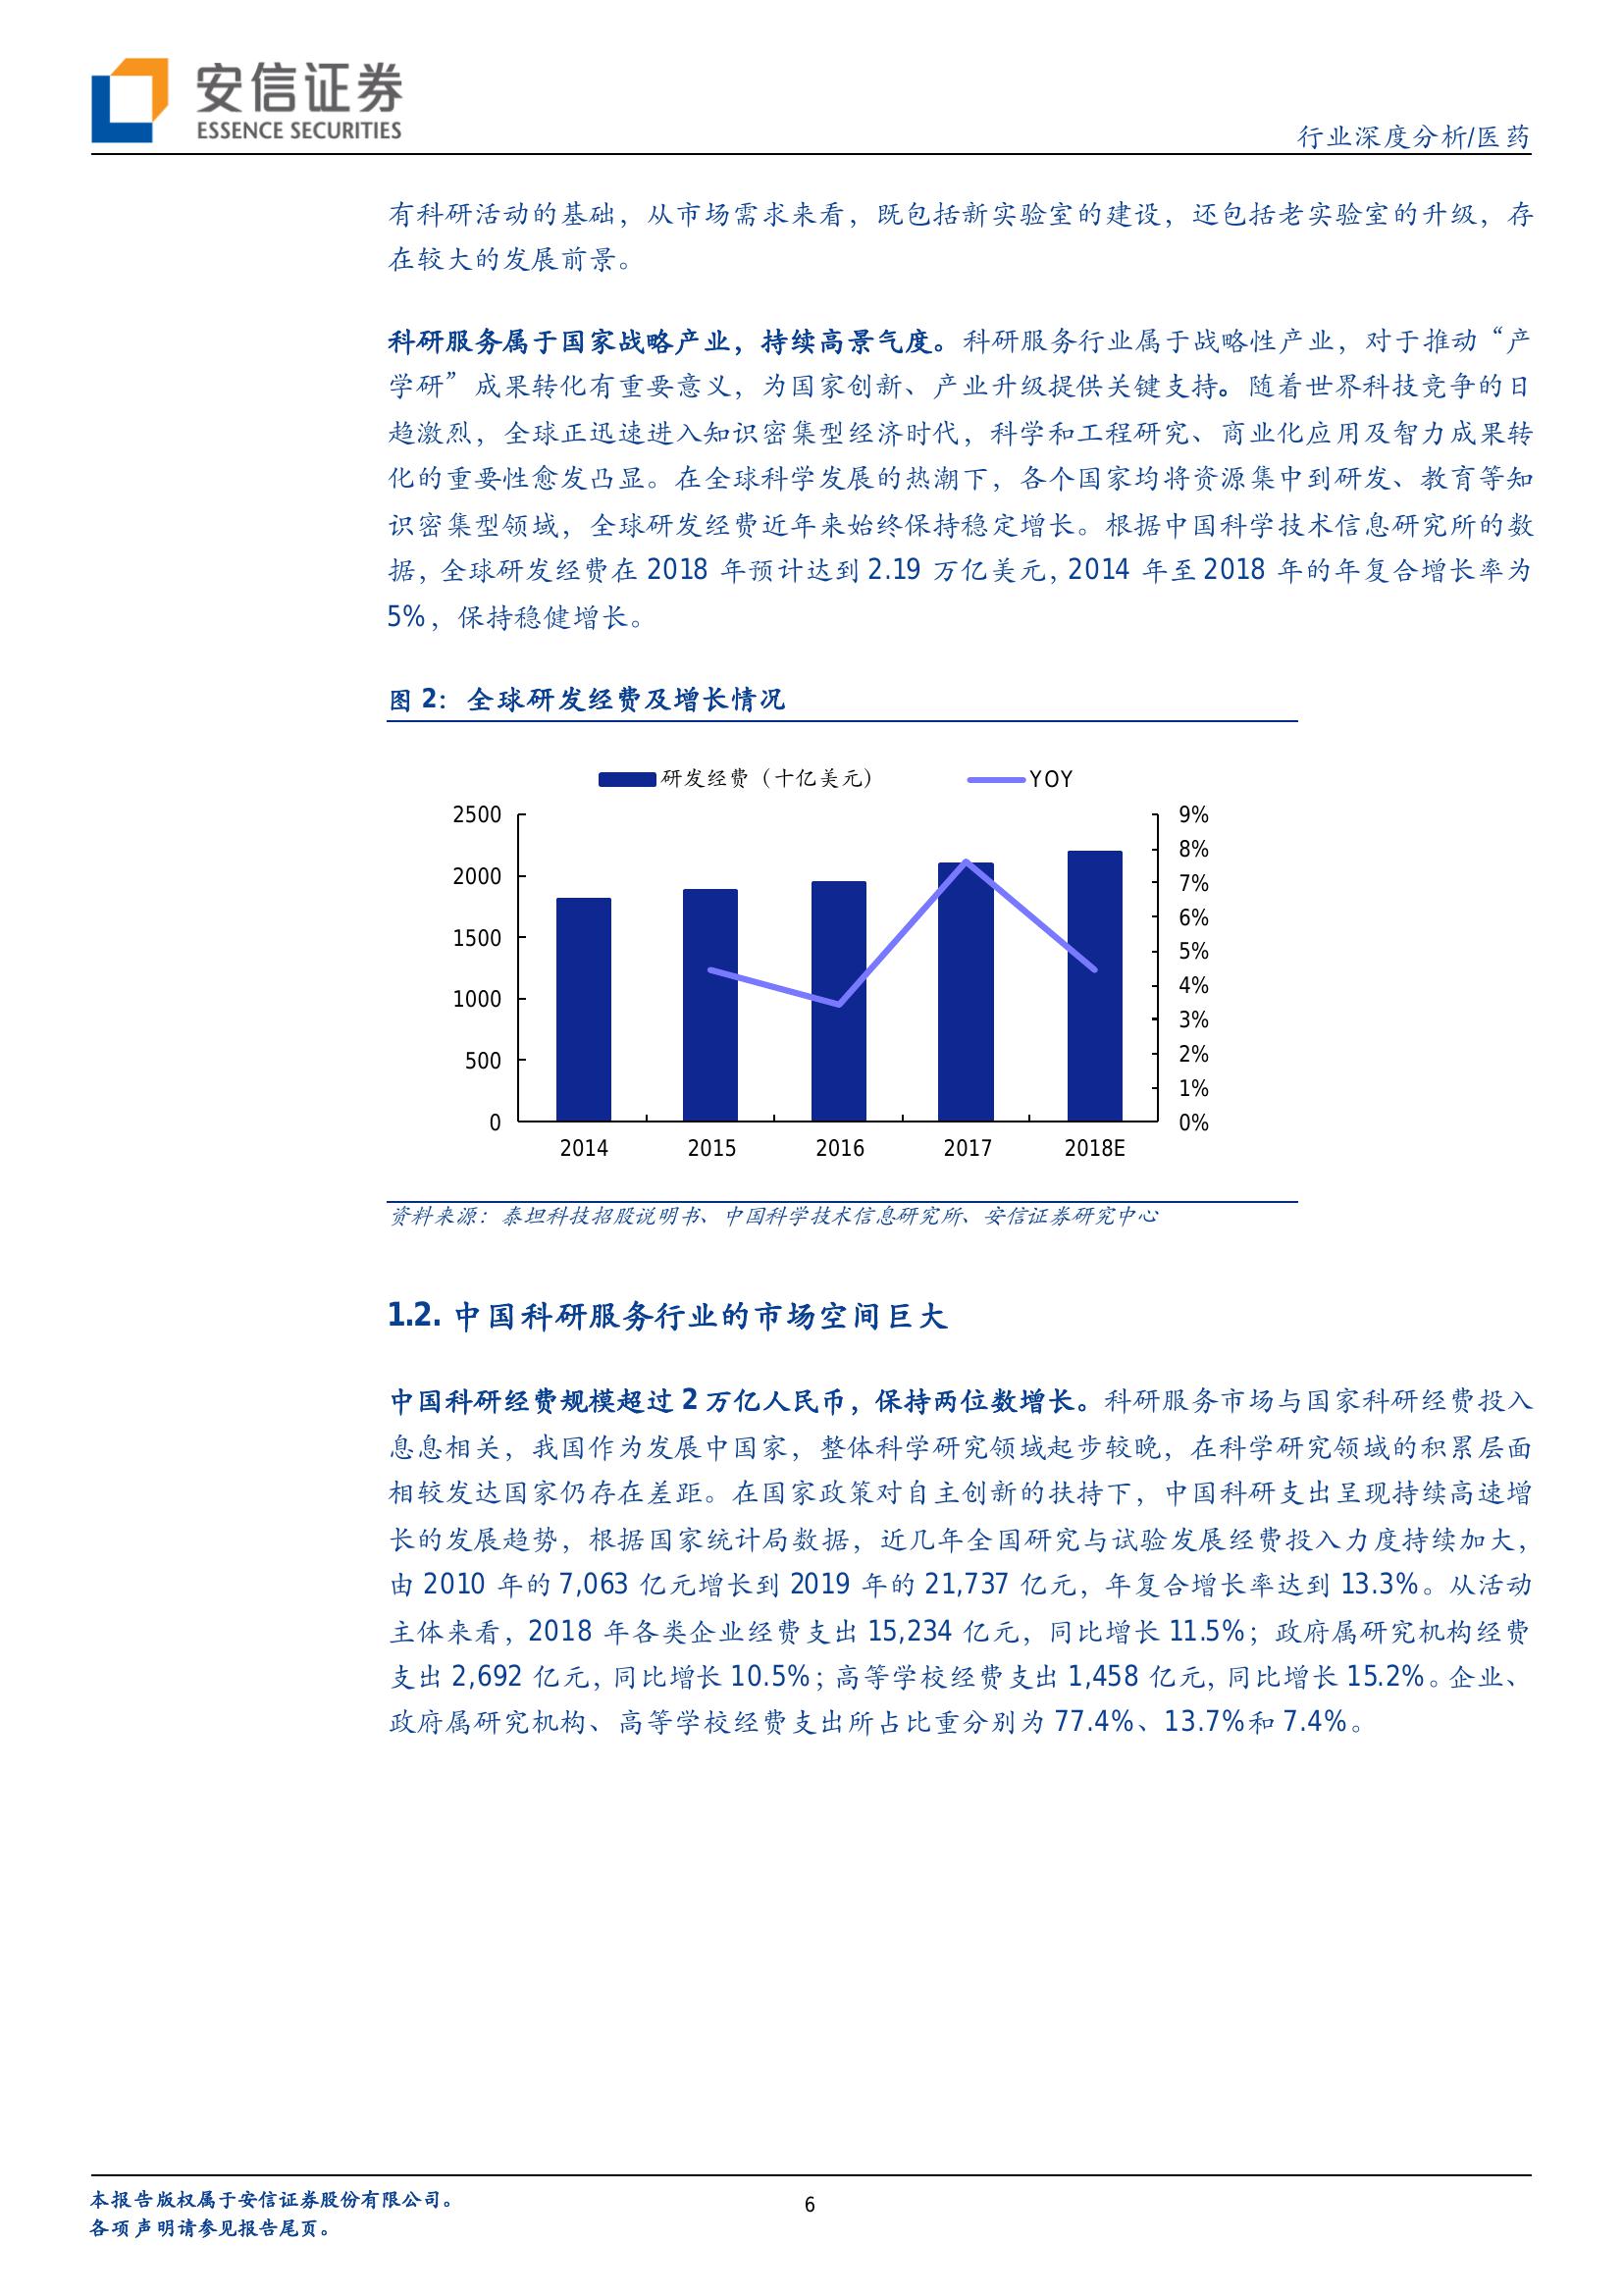 安信证券
ESSENCE SECURITIES
行业深度分析/医药
有科研活动的基础，从市场需求来看，既包括新实验室的建设，还包括老实验室的升级，存
在较大的发展前景。
科研服务属于国家战略产业，持续高景气度。科研服务行业属于战略性产业，对于推动“产
学研”成果转化有重要意义，为国家创新、产业升级提供关键支持。随着世界科技竞争的日
趋激烈，全球正迅速进入知识密集型经济时代，科学和工程研究、商业化应用及智力成果转
化的重要性愈发凸显。在全球科学发展的热潮下，各个国家均将资源集中到研发、教育等知
识密集型领域，全球研发经费近年来始终保持稳定增长。根据中国科学技术信息研究所的数
据，全球研发经费在 2018 年预计达到 2.19 万亿美元，2014 年至 2018 年的年复合增长率为
5%，保持稳健增长。
图 2：全球研发经费及增长情况
研发经费（十亿美元） YOY
2500 9%
8%
2000
7%
6%
1500
5%
4%
1000
3%
2%
500
1%
0 0%
2014 2015 2016 2017 2018E
资料来源：泰坦科技招股说明书、中国科学技术信息研究所、安信证券研究中心
1.2. 中国科研服务行业的市场空间巨大
中国科研经费规模超过 2 万亿人民币，保持两位数增长。科研服务市场与国家科研经费投入
息息相关，我国作为发展中国家，整体科学研究领域起步较晚，在科学研究领域的积累层面
相较发达国家仍存在差距。在国家政策对自主创新的扶持下，中国科研支出呈现持续高速增
长的发展趋势，根据国家统计局数据，近几年全国研究与试验发展经费投入力度持续加大，
由 2010 年的 7,063 亿元增长到 2019 年的 21,737 亿元，年复合增长率达到 13.3%。从活动
主体来看，2018 年各类企业经费支出 15,234 亿元，同比增长 11.5%；政府属研究机构经费
支出 2,692 亿元，同比增长 10.5%；高等学校经费支出 1,458 亿元，同比增长 15.2%。企业、
政府属研究机构、高等学校经费支出所占比重分别为 77.4%、13.7%和 7.4%。
本报告版权属于安信证券股份有限公司。
各项声明请参见报告尾页。
6